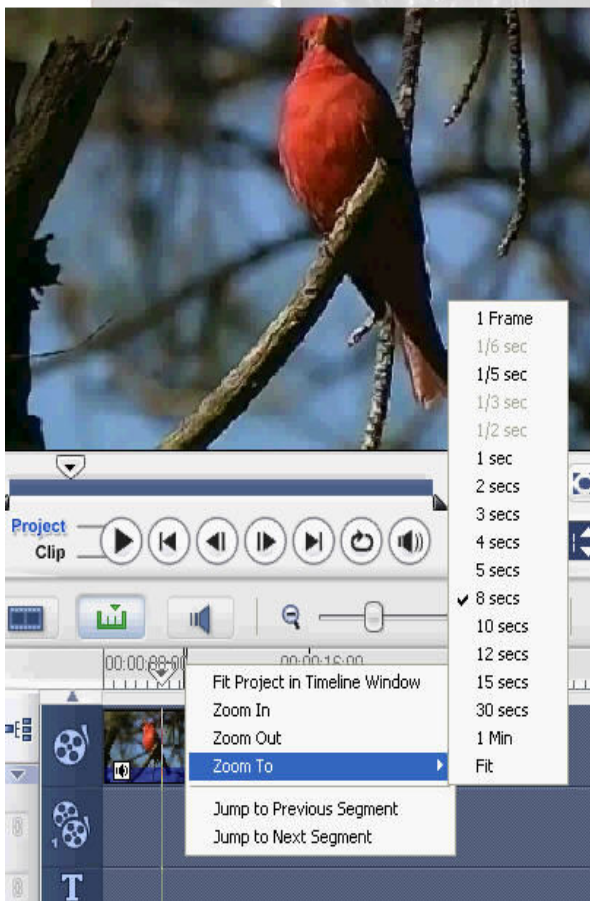 1 Frame
1/6 sec
1/5 sec
1/3 sec
1/2 sec
1 sec
2 secs
3 secs
4 secs
5 secs
8 secs
10 secs
12 secs
15 secs
30 secs
1 Min
Fit
Project
Clip
00:00:16:00
Fit Project in Timeline Window
Zoom In
Zoom Out
Zoom To
Jump to Previous Segment
Jump to Next Segment
1
T